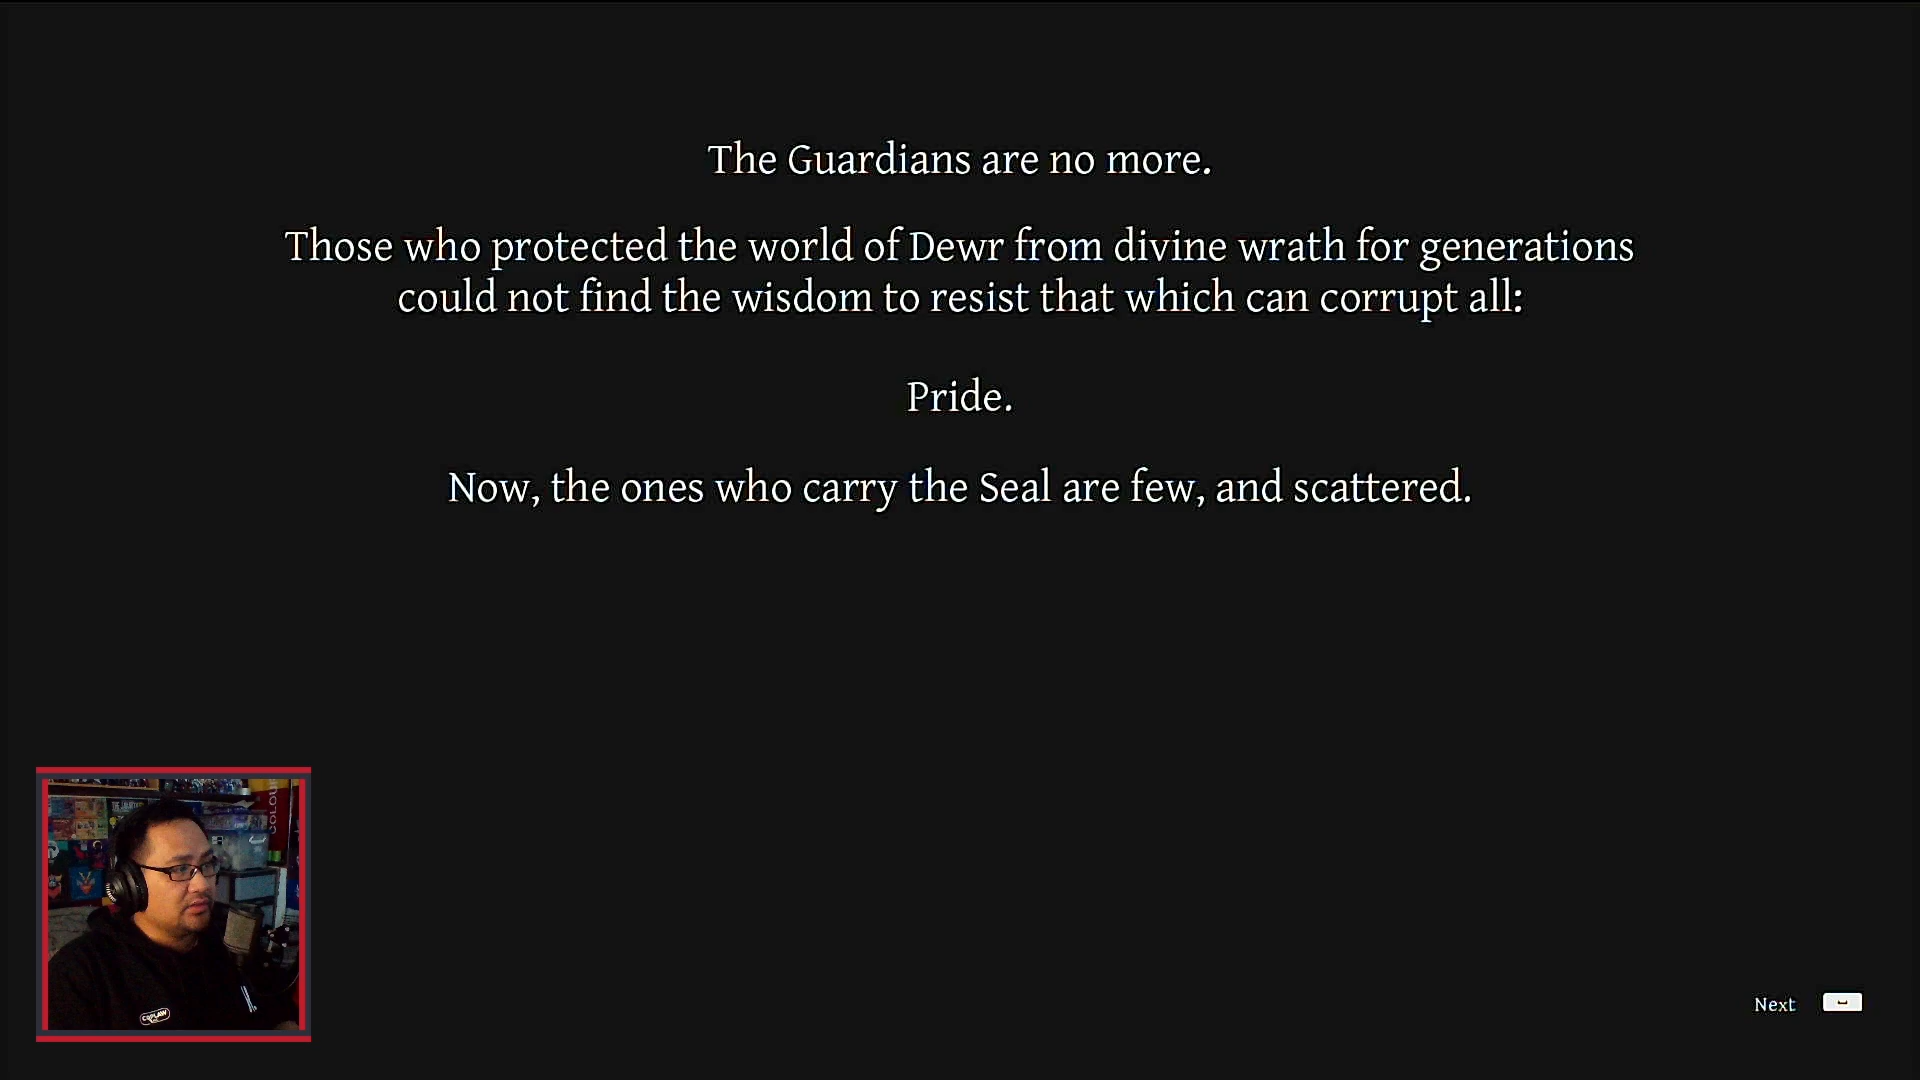 The Guardians are no more.
Those who protected the world of Dewr from divine wrath for generations
could not find the wisdom to resist that which can corrupt all:
Pride.
Now, the ones who carry the Seal are few, and scattered.
COLOU
Next